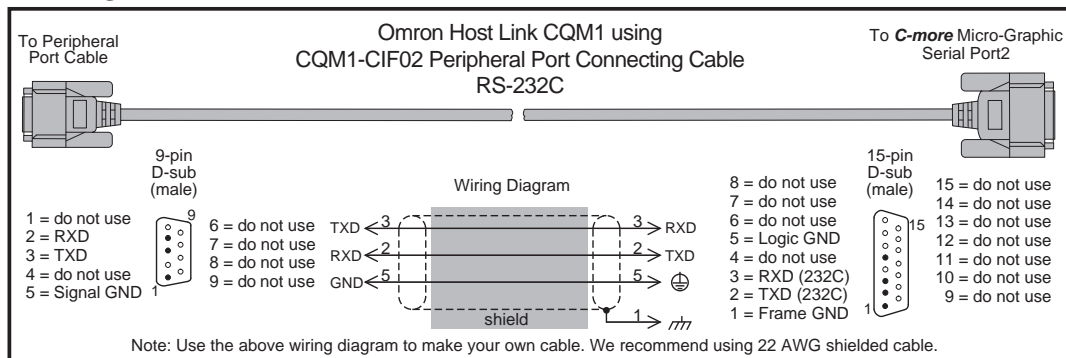 To Peripheral
Port Cable
Omron Host Link CQM1 using
CQM1-CIF02 Peripheral Port Connecting Cable
RS-232C
To C-more Micro-Graphic
Serial Port2
9-pin
D-sub
(male)
1 = do not use
2 = RXD
3 = TXD
4 = do not use
5 = Signal GND
9
1
6 = do not use
7 = do not use
8 = do not use
9 = do not use
Wiring Diagram
TXD 3 3 RXD
RXD 2 2 TXD
GND 5 5
shield
1
8 = do not use
7 = do not use
6 = do not use
5 = Logic GND
4 = do not use
3 = RXD (232C)
2 = TXD (232C)
1 = Frame GND
15-pin
D-sub
(male)
15
1
15 = do not use
14 = do not use
13 = do not use
12 = do not use
11 = do not use
10 = do not use
9 = do not use
Note: Use the above wiring diagram to make your own cable. We recommend using 22 AWG shielded cable.